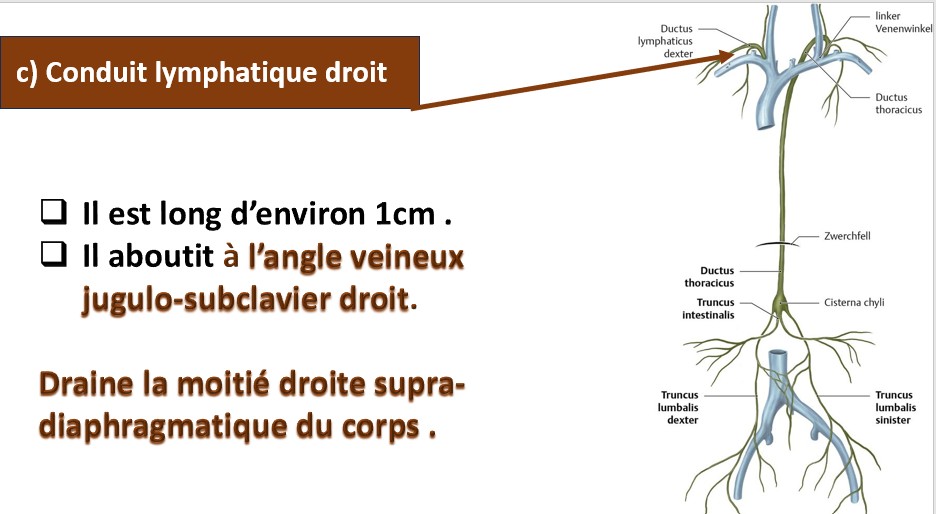 c) Conduit lymphatique droit
❑ Il est long d’environ 1cm .
❑ Il aboutit à l’angle veineux
jugulo-subclavier droit.
Draine la moitié droite supra-
diaphragmatique du corps .
Ductus
lymphaticus
dexter
linker
Venenwinkel
Ductus
thoracicus
Zwerchfell
Ductus
thoracicus
Truncus
intestinalis
Cisterna chyli
Truncus
lumbalis
dexter
Truncus
lumbalis
sinister